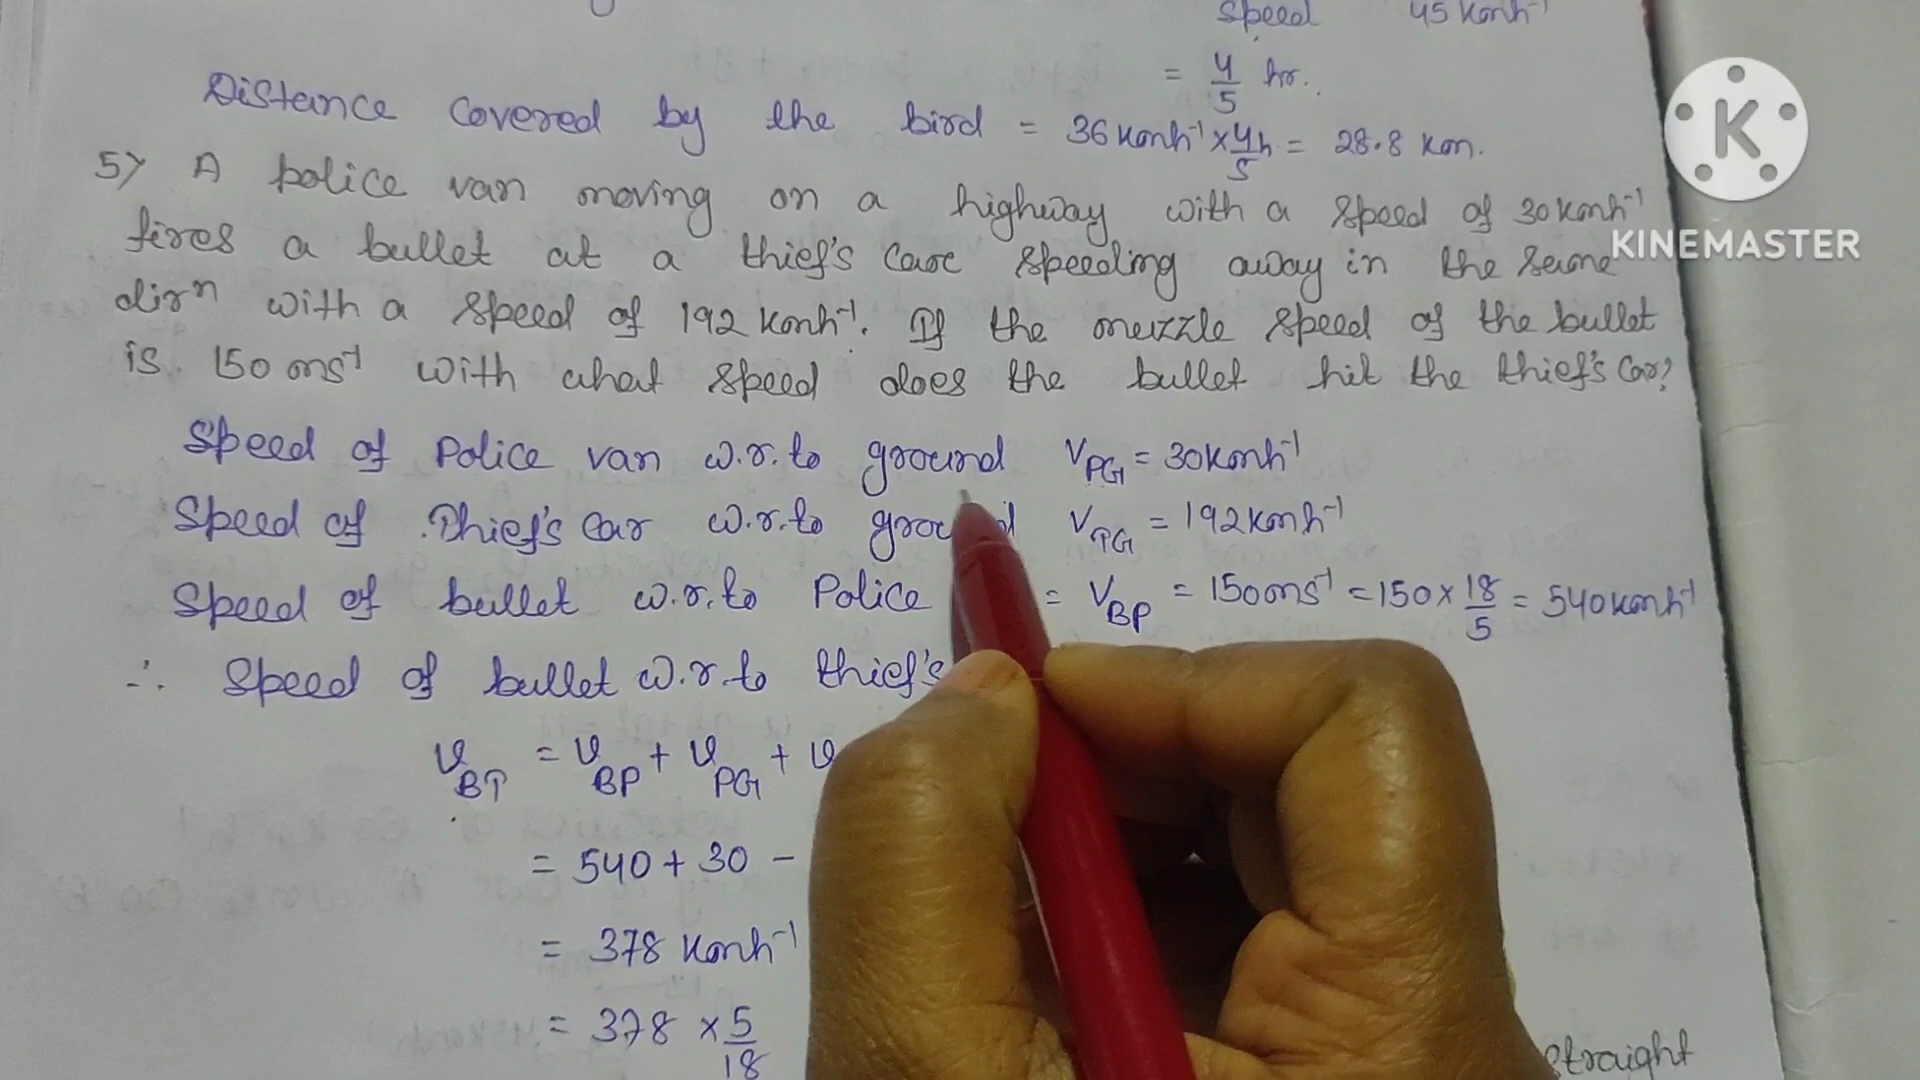 speed 45 kmh⁻¹
= 4/5 hr.
Distance covered by the bird = 36 kmh⁻¹ × 4/5 h = 28.8 km.
5) A police van moving on a highway with a speed of 30 kmh⁻¹
fires a bullet at a thief's car speeding away in the same
dirⁿ with a speed of 192 kmh⁻¹. If the muzzle speed of the bullet
is 150 ms⁻¹ with what speed does the bullet hit the thief's car?
Speed of Police van w.r.to ground V_PG = 30 kmh⁻¹
Speed of Thief's car w.r.to ground V_TG = 192 kmh⁻¹
Speed of bullet w.r.to Police = V_BP = 150 ms⁻¹ = 150 × 18/5 = 540 kmh⁻¹
∴ Speed of bullet w.r.to thief's
v_BT = v_BP + v_PG + v
= 540 + 30 −
= 378 kmh⁻¹
= 378 × 5/18
straight
K
KINEMASTER